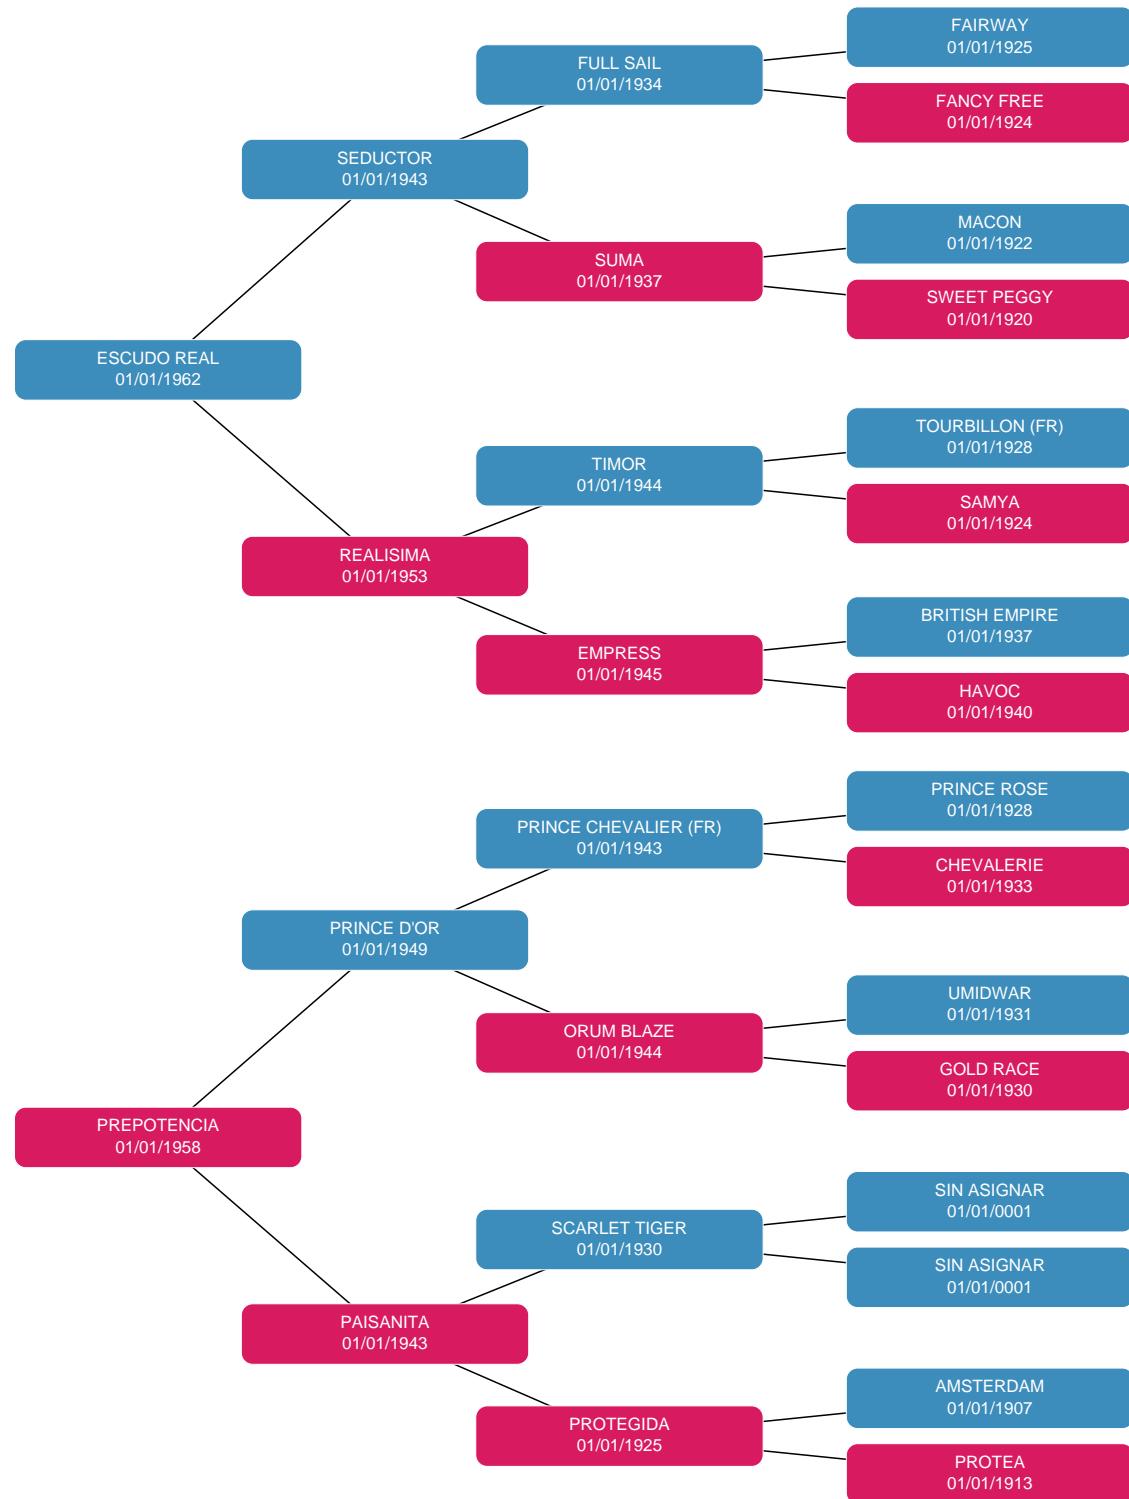 FAIRWAY
01/01/1925
FULL SAIL
01/01/1934
FANCY FREE
01/01/1924
SEDUCTOR
01/01/1943
MACON
01/01/1922
SUMA
01/01/1937
SWEET PEGGY
01/01/1920
ESCUDO REAL
01/01/1962
TOURBILLON (FR)
01/01/1928
TIMOR
01/01/1944
SAMYA
01/01/1924
REALISIMA
01/01/1953
BRITISH EMPIRE
01/01/1937
EMPRESS
01/01/1945
HAVOC
01/01/1940
PRINCE ROSE
01/01/1928
PRINCE CHEVALIER (FR)
01/01/1943
CHEVALERIE
01/01/1933
PRINCE D'OR
01/01/1949
UMIDWAR
01/01/1931
ORUM BLAZE
01/01/1944
GOLD RACE
01/01/1930
PREPOTENCIA
01/01/1958
SIN ASIGNAR
01/01/0001
SCARLET TIGER
01/01/1930
SIN ASIGNAR
01/01/0001
PAISANITA
01/01/1943
AMSTERDAM
01/01/1907
PROTEGIDA
01/01/1925
PROTEA
01/01/1913